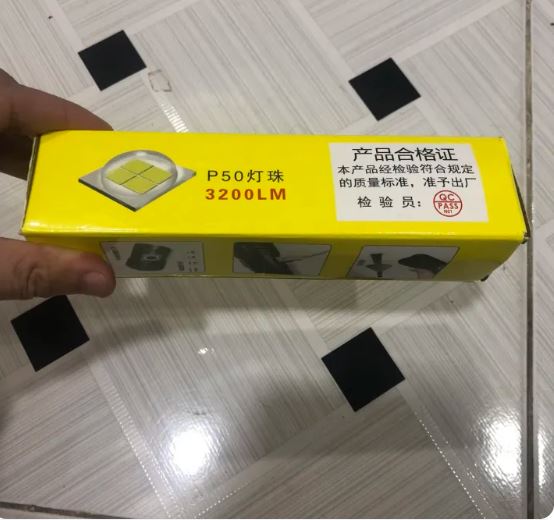 P50灯珠
3200LM
产品合格证
本产品经检验符合规定
的质量标准，准予出厂
检验员：
QC
PASS